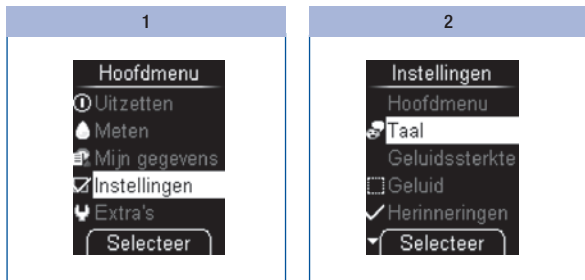 1
Hoofdmenu
Uitzetten
Meten
Mijn gegevens
Instellingen
Extra's
Selecteer
2
Instellingen
Hoofdmenu
Taal
Geluidssterkte
Geluid
Herinneringen
Selecteer